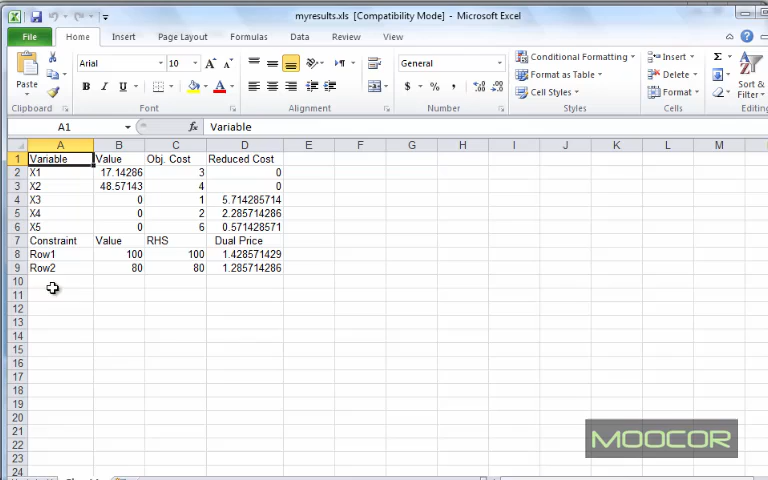 myresults.xls [Compatibility Mode] - Microsoft Excel
File Home Insert Page Layout Formulas Data Review View
Paste
Arial 10
B I U A
General
$ % ,
Conditional Formatting
Format as Table
Cell Styles
Insert
Delete
Format
Σ
Sort &
Filter
Clipboard Font Alignment Number Styles Cells Editing
A1 fx Variable
A B C D E F G H I J K L M
1 Variable Value Obj. Cost Reduced Cost
2 X1 17.14286 3 0
3 X2 48.57143 4 0
4 X3 0 1 5.714285714
5 X4 0 2 2.285714286
6 X5 0 6 0.571428571
7 Constraint Value RHS Dual Price
8 Row1 100 100 1.428571429
9 Row2 80 80 1.285714286
10
11
12
13
14
15
16
17
18
19
20
21
22
23
24
MOOCOR